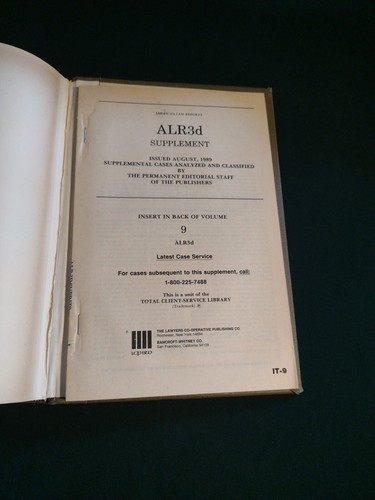 AMERICAN LAW REPORTS
ALR3d
SUPPLEMENT
ISSUED AUGUST, 1989
SUPPLEMENTAL CASES ANALYZED AND CLASSIFIED
BY
THE PERMANENT EDITORIAL STAFF
OF THE PUBLISHERS
INSERT IN BACK OF VOLUME
9
ALR3d
Latest Case Service
For cases subsequent to this supplement, call:
1-800-225-7488
This is a unit of the
TOTAL CLIENT-SERVICE LIBRARY
(Trademark) ®
THE LAWYERS CO-OPERATIVE PUBLISHING CO.
Rochester, New York 14694
BANCROFT-WHITNEY CO.
San Francisco, California
IT-9